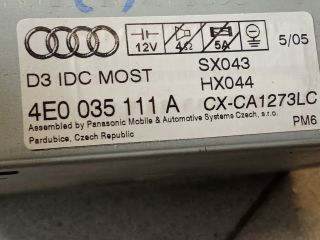 12V 4Ω 5A 5/05
D3 IDC MOST SX043
HX044
4E0 035 111 A CX-CA1273LC
Assembled by Panasonic Mobile & Automotive Systems Czech, s.r.o.
Pardubice, Czech Republic PM6